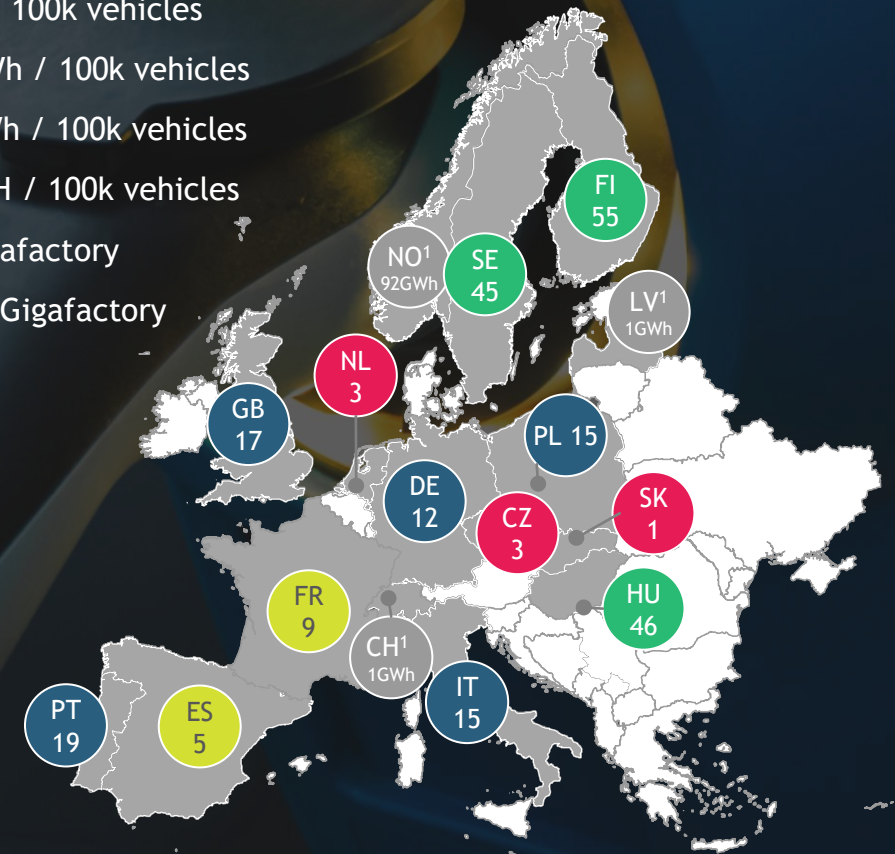 100k vehicles
/ 100k vehicles
/ 100k vehicles
/ 100k vehicles
Gigafactory
FI
55
NO¹
92GWh
SE
45
LV¹
1GWh
NL
3
GB
17
PL 15
DE
12
SK
1
CZ
3
FR
9
HU
46
CH¹
1GWh
IT
15
PT
19
ES
5